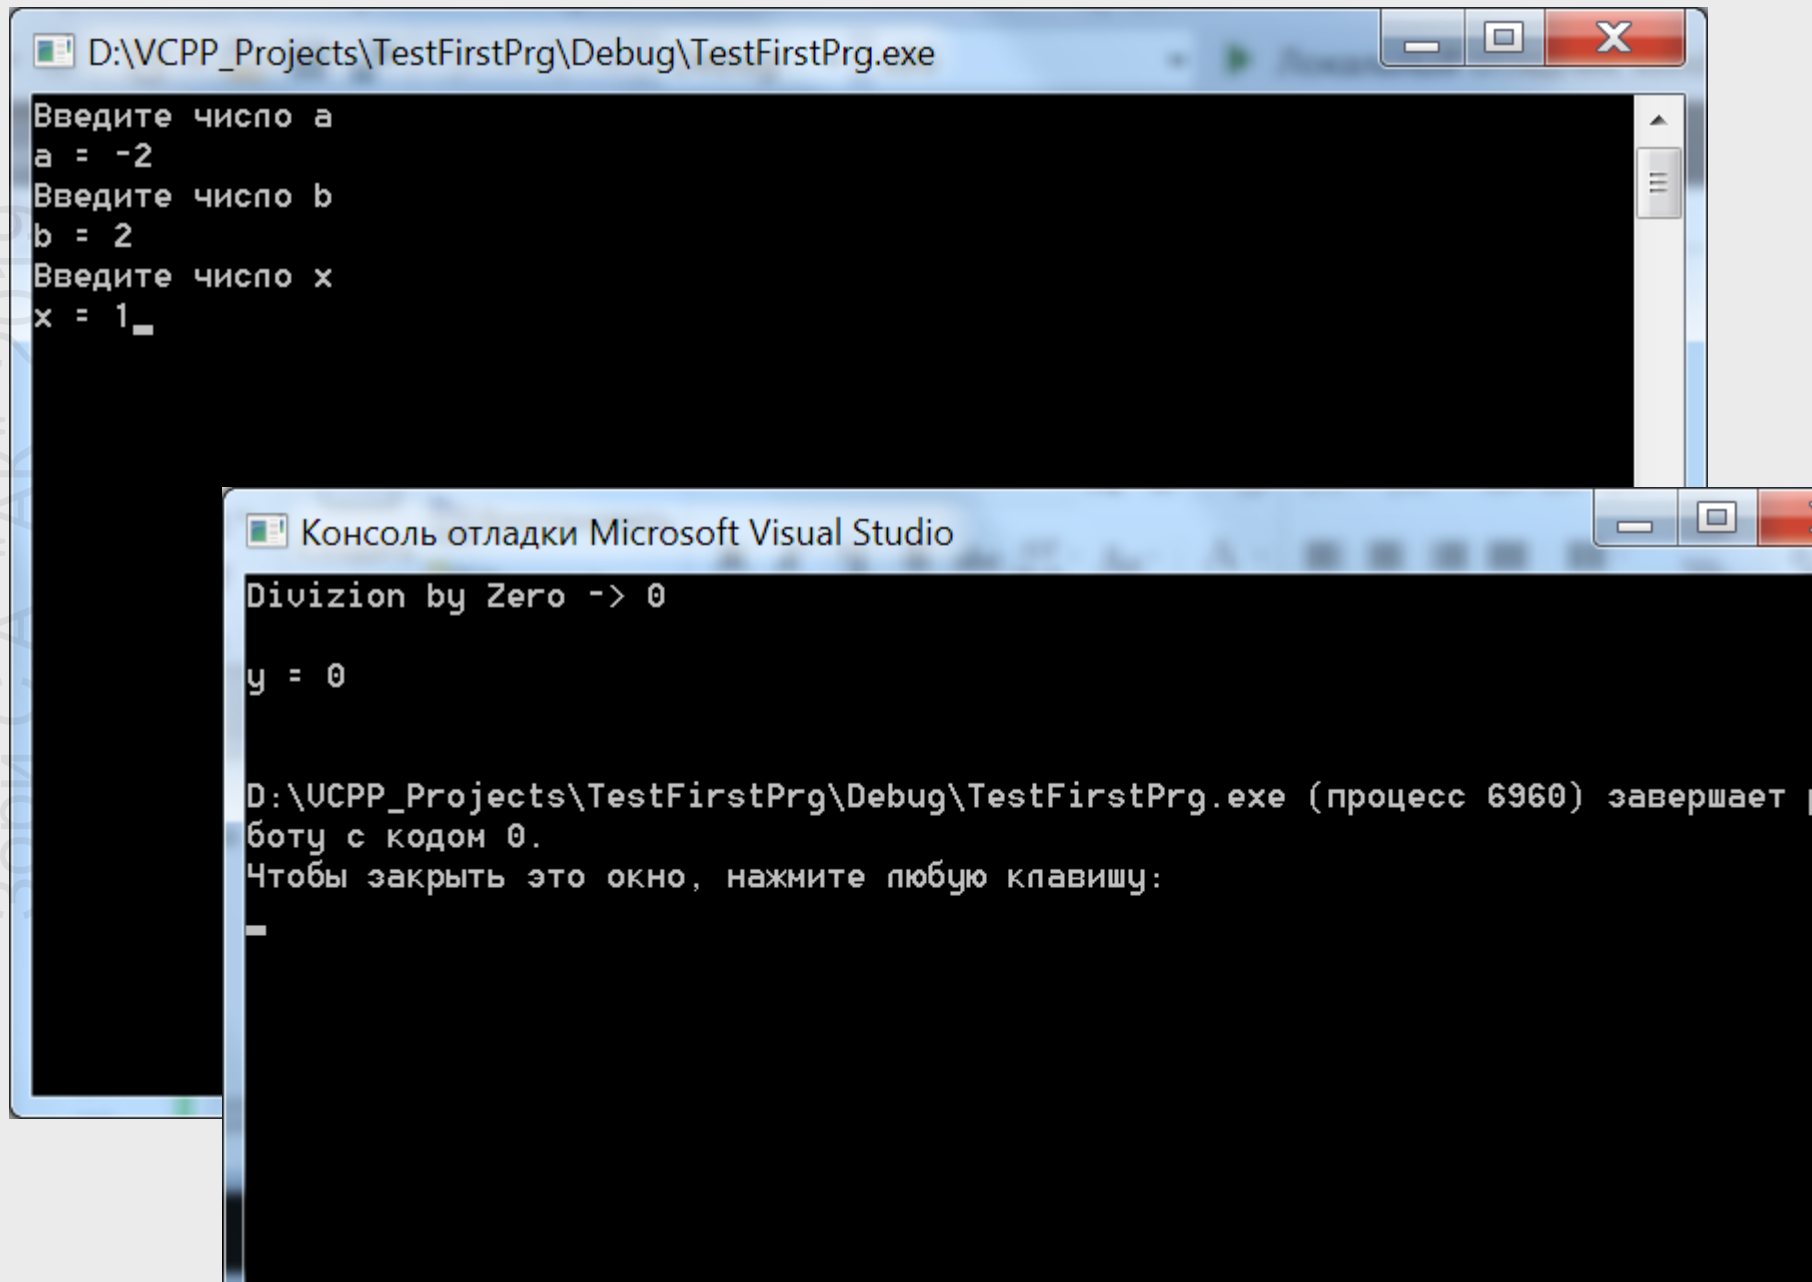 D:\VCPP_Projects\TestFirstPrg\Debug\TestFirstPrg.exe
Введите число a
a = -2
Введите число b
b = 2
Введите число x
x = 1
Консоль отладки Microsoft Visual Studio
Divizion by Zero -> 0
y = 0
D:\VCPP_Projects\TestFirstPrg\Debug\TestFirstPrg.exe (процесс 6960) завершает
боту с кодом 0.
Чтобы закрыть это окно, нажмите любую клавишу: